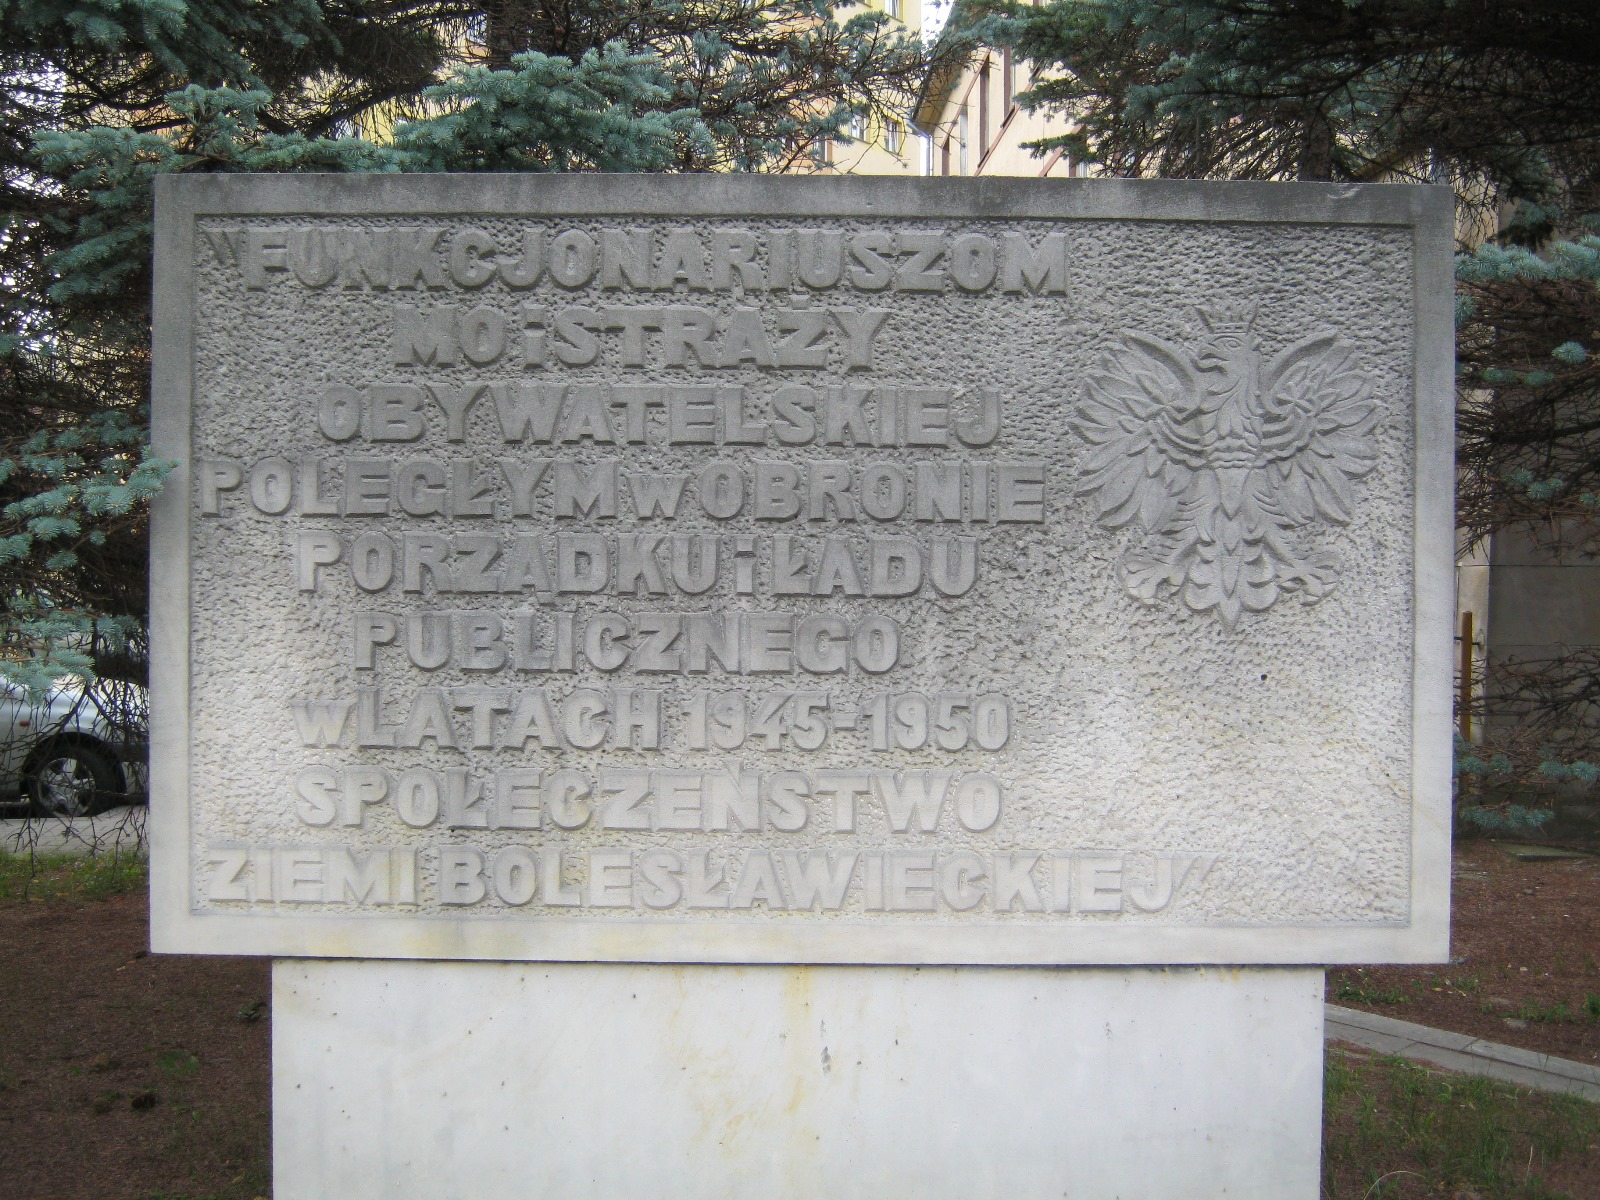 "FUNKCJONARIUSZOM
MO i STRAŻY
OBYWATELSKIEJ
POLEGŁYM w OBRONIE
PORZĄDKU i ŁADU
PUBLICZNEGO
w LATACH 1945-1950
SPOŁECZEŃSTWO
ZIEMI BOLESŁAWIECKIEJ"